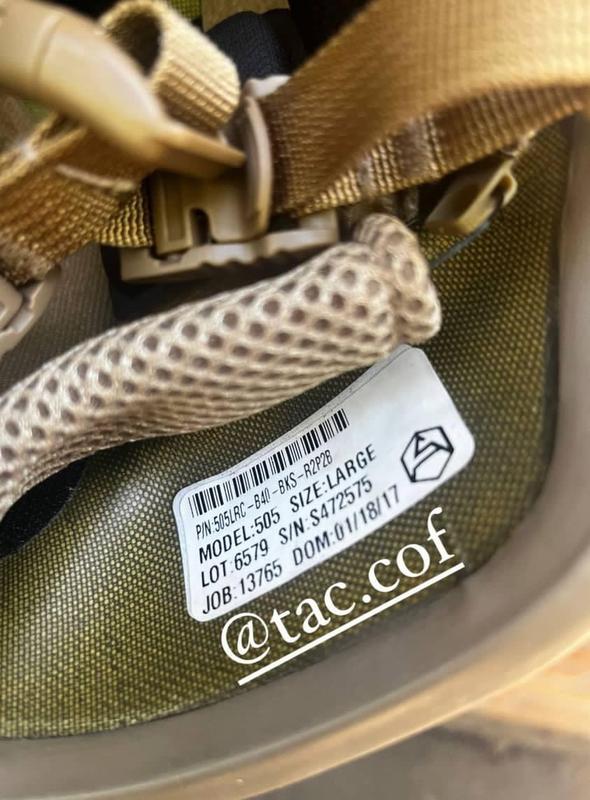 P/N:505LRC-B40-BKS-R2P2B
MODEL:505 SIZE:LARGE
LOT:6579 S/N:S472575
JOB:13765 DOM:01/18/17
@tac.cof